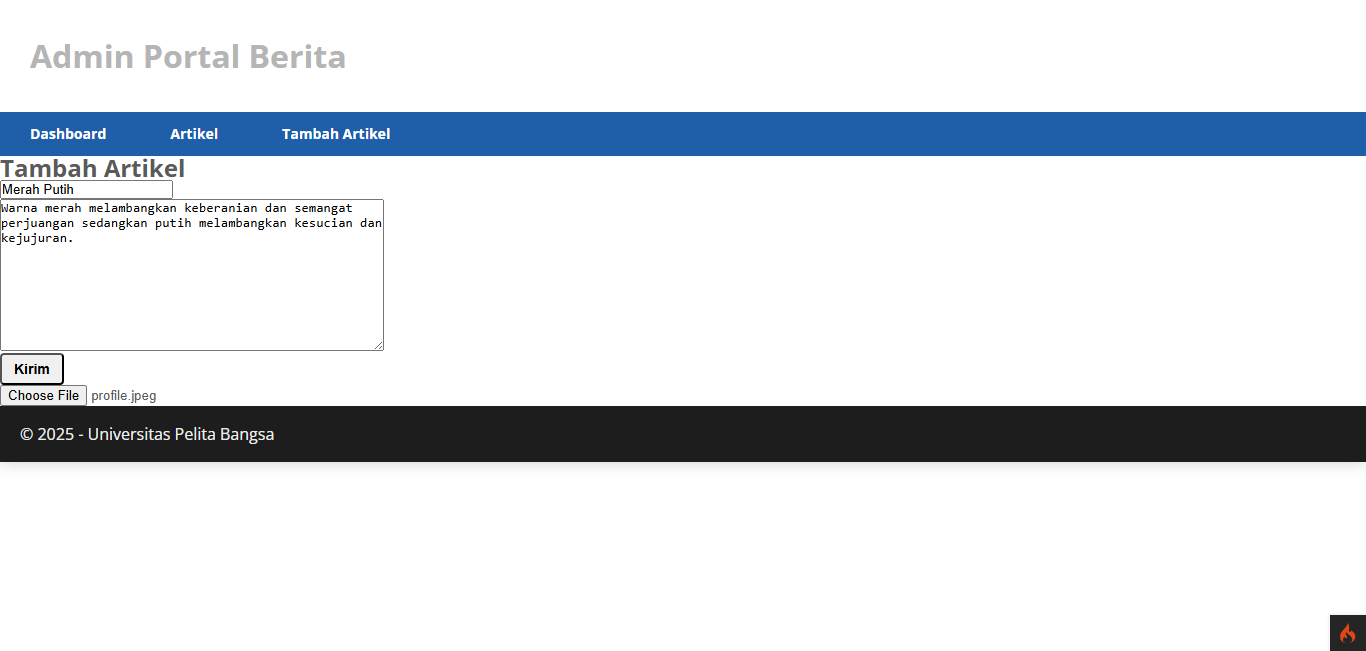 Admin Portal Berita
Dashboard Artikel Tambah Artikel
Tambah Artikel
Merah Putih
Warna merah melambangkan keberanian dan semangat
perjuangan sedangkan putih melambangkan kesucian dan
kejujuran.
Kirim
Choose File profile.jpeg
© 2025 - Universitas Pelita Bangsa